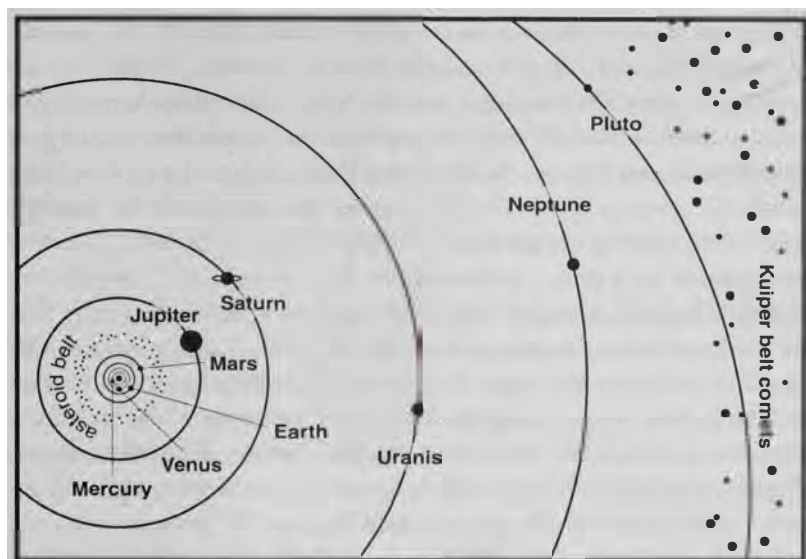 Pluto
Neptune
Saturn
Jupiter
Mars
asteroid belt
Kuiper belt comets
Earth
Venus
Uranis
Mercury